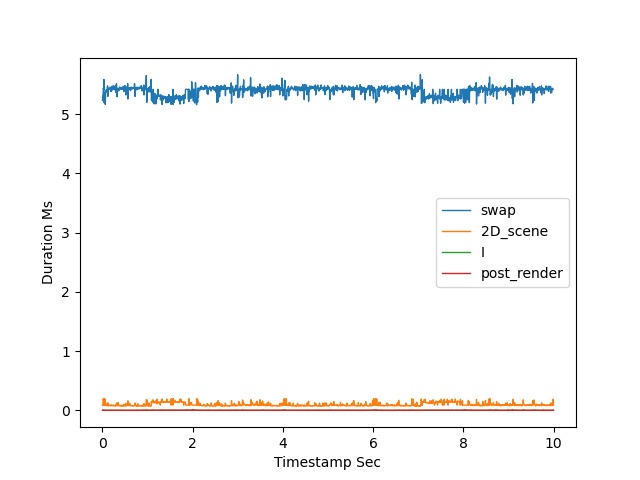 5
4
3
2
1
0
Duration Ms
swap
2D_scene
I
post_render
0 2 4 6 8 10
Timestamp Sec